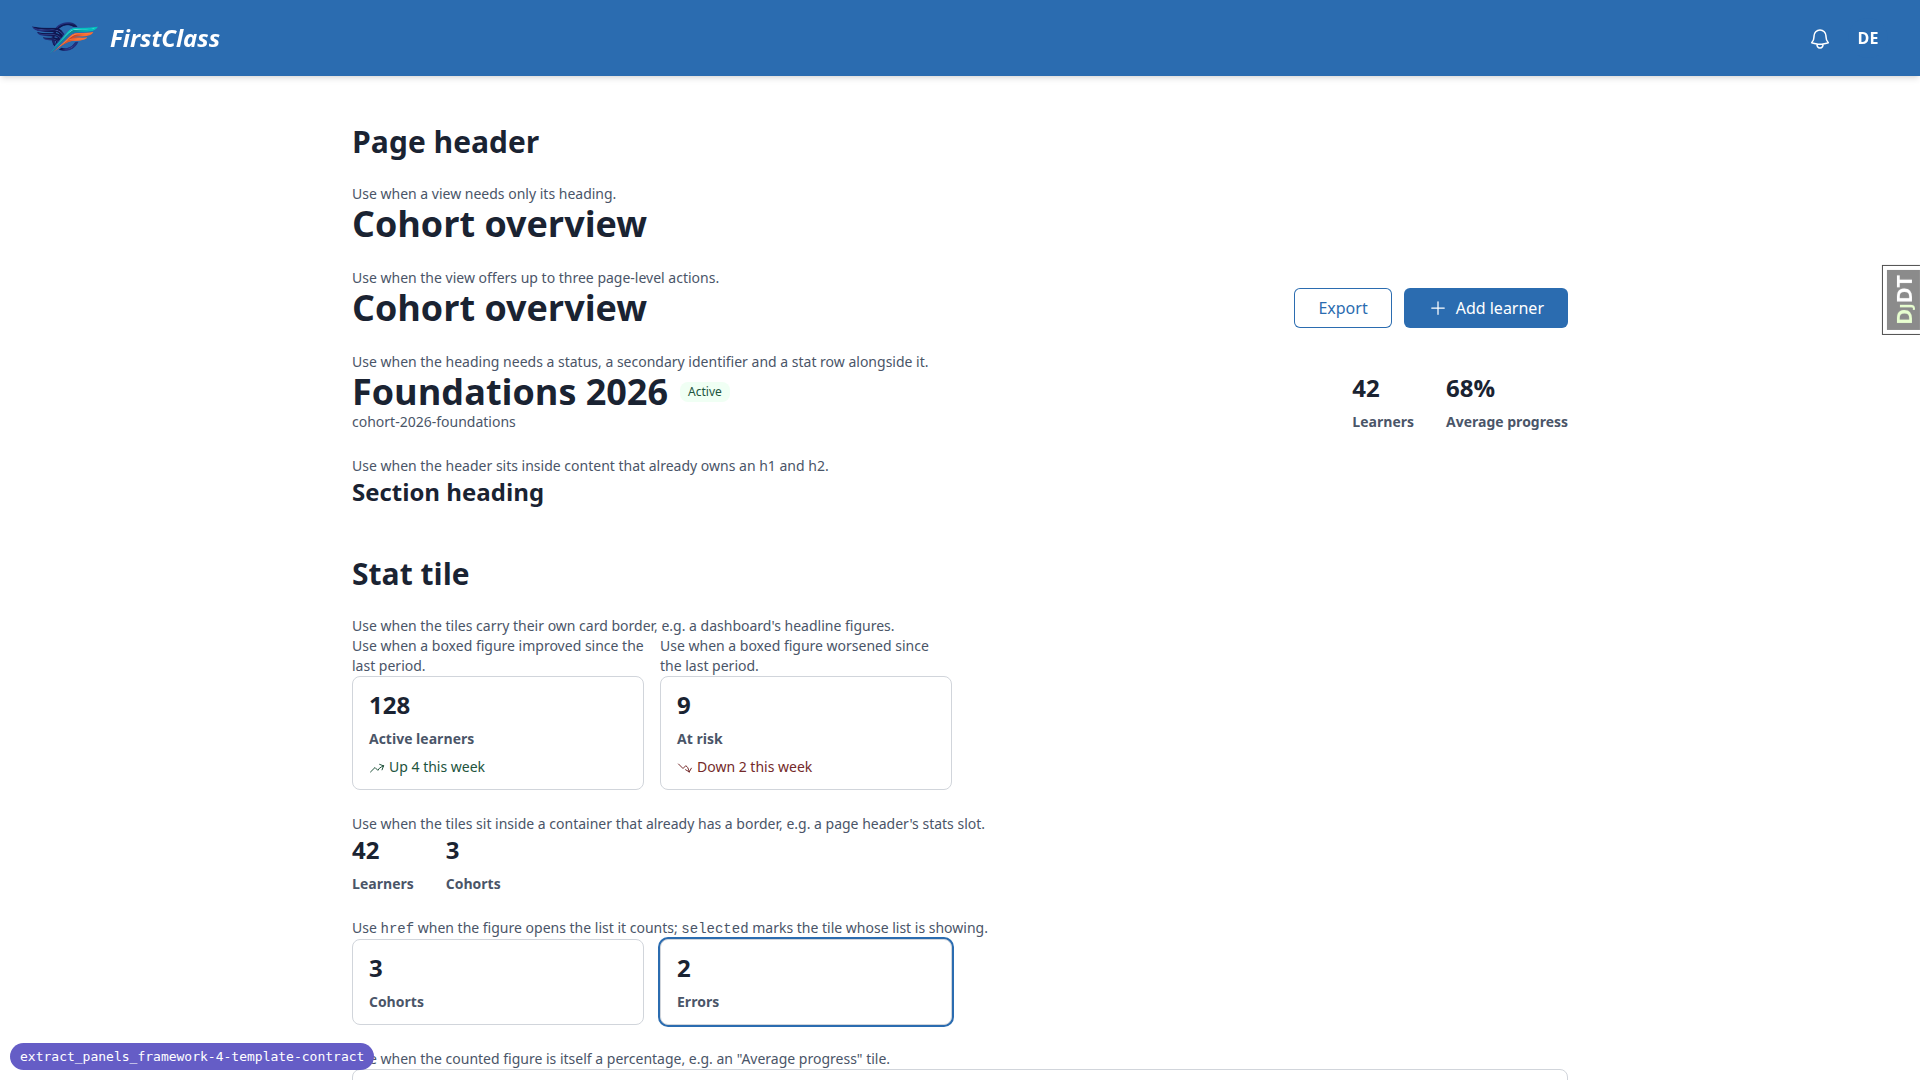 FirstClass
DE
Page header
Use when a view needs only its heading.
Cohort overview
Use when the view offers up to three page-level actions.
Cohort overview
Export
Add learner
Use when the heading needs a status, a secondary identifier and a stat row alongside it.
Foundations 2026
Active
cohort-2026-foundations
42
68%
Learners
Average progress
Use when the header sits inside content that already owns an h1 and h2.
Section heading
Stat tile
Use when the tiles carry their own card border, e.g. a dashboard's headline figures.
Use when a boxed figure improved since the
last period.
Use when a boxed figure worsened since
the last period.
128
Active learners
Up 4 this week
9
At risk
Down 2 this week
Use when the tiles sit inside a container that already has a border, e.g. a page header's stats slot.
42
3
Learners
Cohorts
Use href when the figure opens the list it counts; selected marks the tile whose list is showing.
3
Cohorts
2
Errors
when the counted figure is itself a percentage, e.g. an "Average progress" tile.
extract_panels_framework-4-template-contract
DjDT